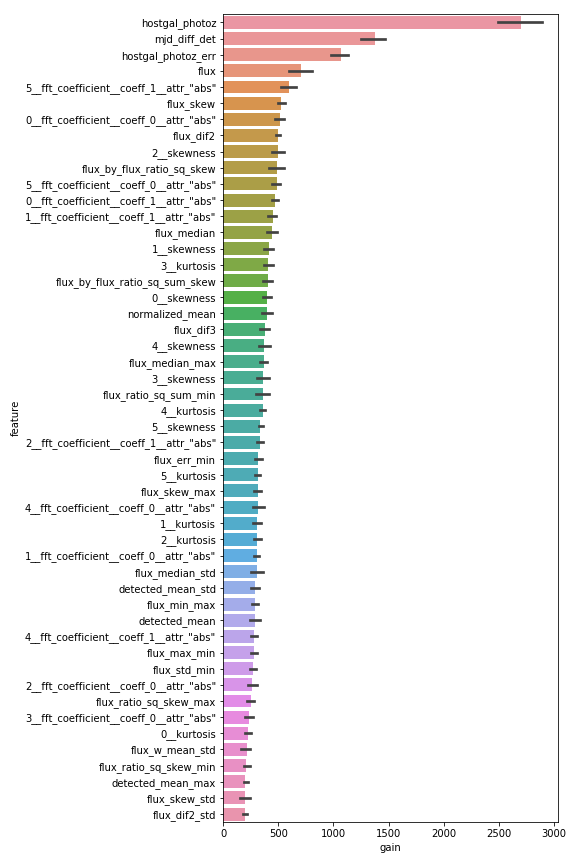 hostgal_photoz
mjd_diff_det
hostgal_photoz_err
flux
5__fft_coefficient__coeff_1__attr_"abs"
flux_skew
0__fft_coefficient__coeff_0__attr_"abs"
flux_dif2
2__skewness
flux_by_flux_ratio_sq_skew
5__fft_coefficient__coeff_0__attr_"abs"
0__fft_coefficient__coeff_1__attr_"abs"
1__fft_coefficient__coeff_1__attr_"abs"
flux_median
1__skewness
3__kurtosis
flux_by_flux_ratio_sq_sum_skew
0__skewness
normalized_mean
flux_dif3
4__skewness
flux_median_max
3__skewness
flux_ratio_sq_sum_min
4__kurtosis
feature
5__skewness
2__fft_coefficient__coeff_1__attr_"abs"
flux_err_min
5__kurtosis
flux_skew_max
4__fft_coefficient__coeff_0__attr_"abs"
1__kurtosis
2__kurtosis
1__fft_coefficient__coeff_0__attr_"abs"
flux_median_std
detected_mean_std
flux_min_max
detected_mean
4__fft_coefficient__coeff_1__attr_"abs"
flux_max_min
flux_std_min
2__fft_coefficient__coeff_0__attr_"abs"
flux_ratio_sq_skew_max
3__fft_coefficient__coeff_0__attr_"abs"
0__kurtosis
flux_w_mean_std
flux_ratio_sq_skew_min
detected_mean_max
flux_skew_std
flux_dif2_std
0 500 1000 1500 2000 2500 3000
gain